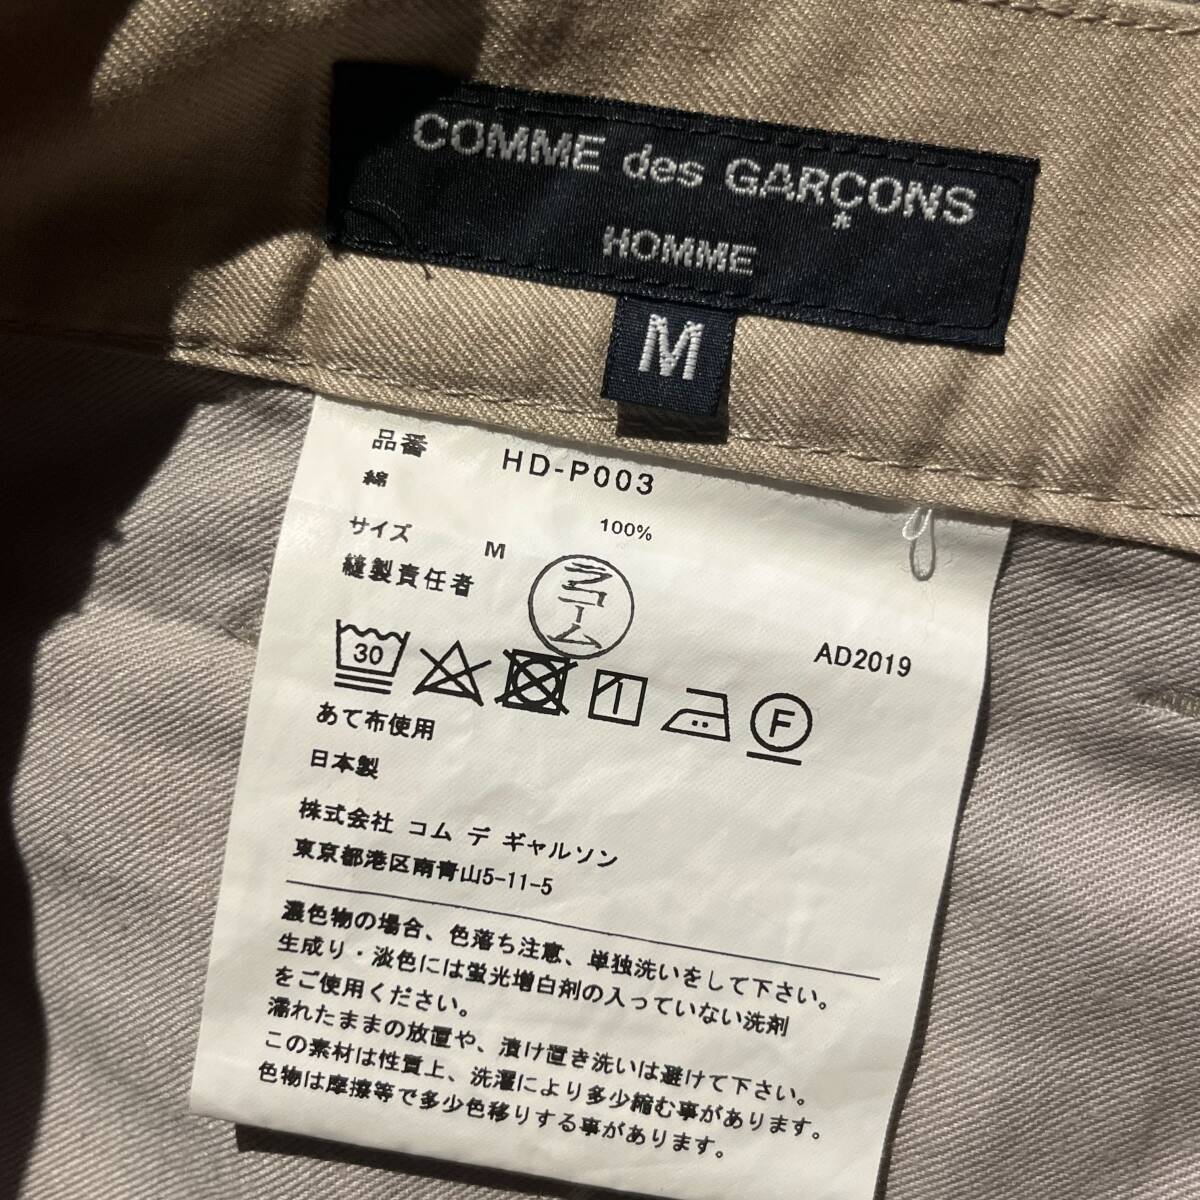 COMME des GARÇONS
*
HOMME
M
品番 HD-P003
綿 100%
サイズ M
縫製責任者
ラコーム
AD2019
30
F
あて布使用
日本製
株式会社 コム デ ギャルソン
東京都港区南青山5-11-5
濃色物の場合、色落ち注意、単独洗いをして下さい。
生成り・淡色には蛍光増白剤の入っていない洗剤
をご使用ください。
濡れたままの放置や、漬け置き洗いは避けて下さい。
この素材は性質上、洗濯により多少縮む事があります。
色物は摩擦等で多少色移りする事があります。